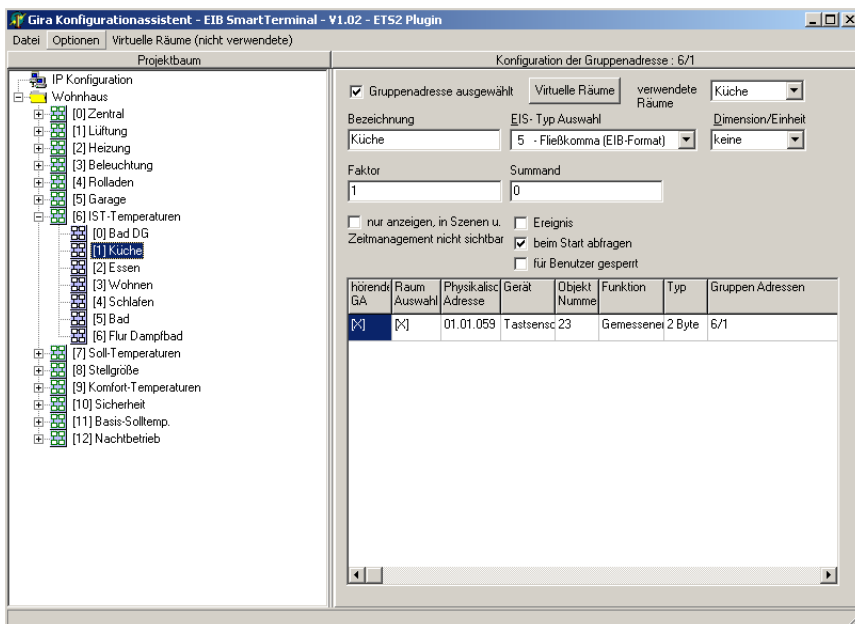 Gira Konfigurationassistent - EIB SmartTerminal - V1.02 - ETS2 Plugin
Datei Optionen Virtuelle Räume (nicht verwendete)
Projektbaum
IP Konfiguration
Wohnhaus
[0] Zentral
[1] Lüftung
[2] Heizung
[3] Beleuchtung
[4] Rolladen
[5] Garage
[6] IST-Temperaturen
[0] Bad DG
[1] Küche
[2] Essen
[3] Wohnen
[4] Schlafen
[5] Bad
[6] Flur Dampfbad
[7] Soll-Temperaturen
[8] Stellgröße
[9] Komfort-Temperaturen
[10] Sicherheit
[11] Basis-Solltemp.
[12] Nachtbetrieb
Konfiguration der Gruppenadresse : 6/1
Gruppenadresse ausgewählt Virtuelle Räume verwendete Räume Küche
Bezeichnung EIS- Typ Auswahl Dimension/Einheit
Küche 5 - Fließkomma (EIB-Format) keine
Faktor Summand
1 0
nur anzeigen, in Szenen u. Zeitmanagement nicht sichtbar
Ereignis
beim Start abfragen
für Benutzer gesperrt
hörende Raum Physikalisc Gerät Objekt Funktion Typ Gruppen Adressen
GA Auswahl Adresse Numme
[X] [X] 01.01.059 Tastsensc 23 Gemessener 2 Byte 6/1